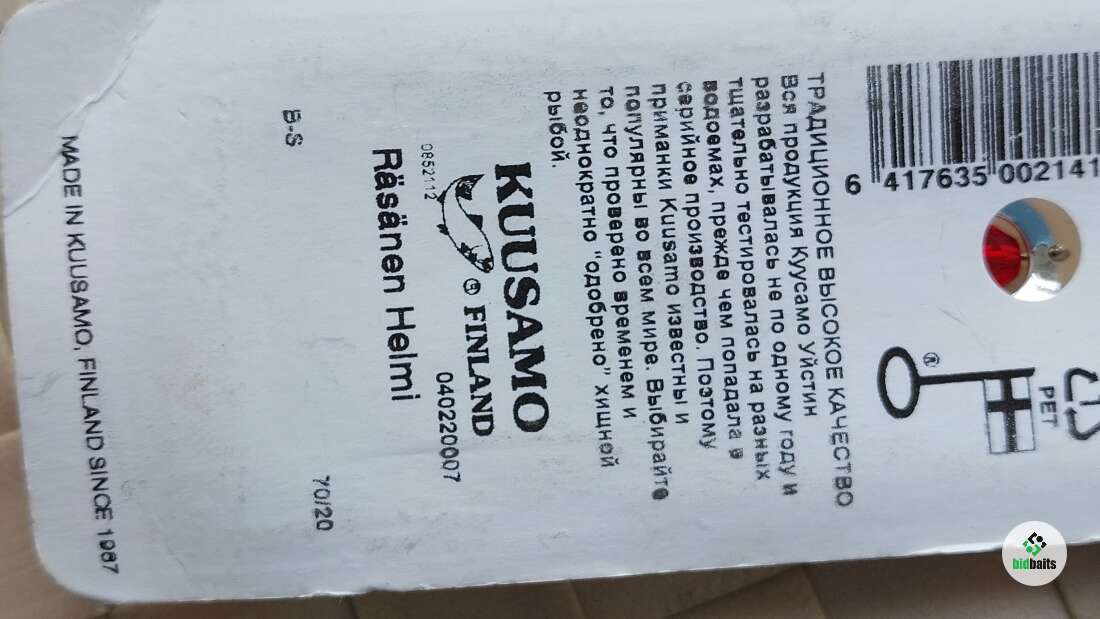 6 417635 002141
ТРАДИЦИОННОЕ ВЫСОКОЕ КАЧЕСТВО
Вся продукция Куусамо Уйстин
разрабатывалась не по одному году и
тщательно тестировалась на разных
водоемах, прежде чем попадала в
серийное производство. Поэтому
приманки Kuusamo известны и
популярны во всем мире. Выбирайте
то, что проверено временем и
неоднократно "одобрено" хищной
рыбой.
PET
1
KUUSAMO
FINLAND
0852112
040220007
Räsänen Helmi
B-S
70/20
MADE IN KUUSAMO, FINLAND SINCE 1987
bidbaits